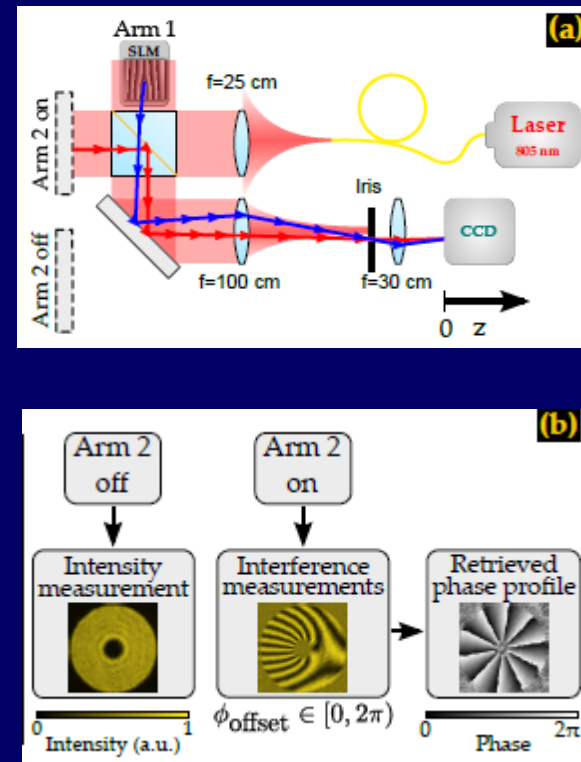 (a)
Arm 1
SLM
f=25 cm
Laser
805 nm
Arm 2 on
Iris
CCD
Arm 2 off
f=100 cm
f=30 cm
0 z
(b)
Arm 2
off
Arm 2
on
Intensity
measurement
Interference
measurements
Retrieved
phase profile
0 1
Intensity (a.u.)
ϕoffset ∈ [0, 2π)
0 2π
Phase